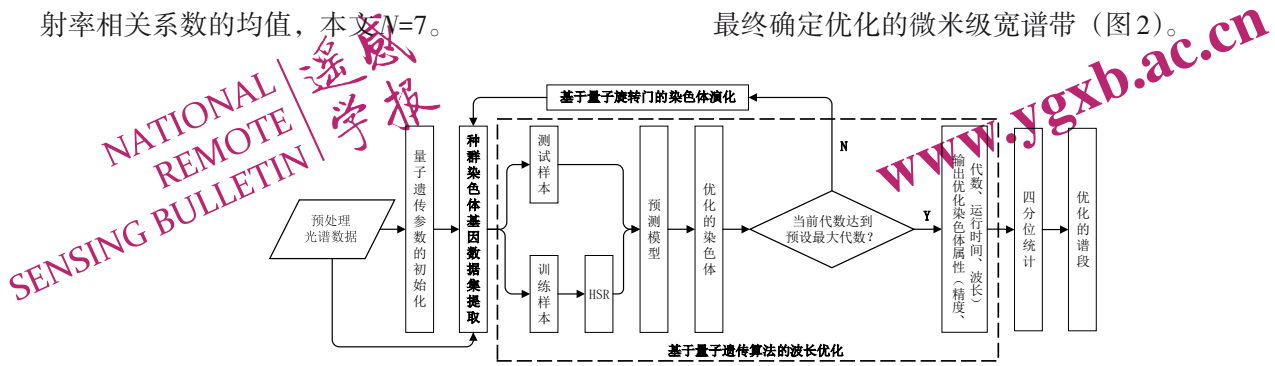 射率相关系数的均值，本文N=7。
最终确定优化的微米级宽谱带（图2）。
NATIONAL
REMOTE
SENSING BULLETIN
遥感
学报
www.ygxb.ac.cn
基于量子旋转门的染色体演化
预处理
光谱数据
量子遗传参数的初始化
种群染色体基因数据集提取
测试样本
训练样本
HSR
预测模型
优化的染色体
当前代数达到
预设最大代数？
N
Y
输出优化染色体属性（精度、
代数、运行时间、波长）
四分位统计
优化的谱段
基于量子遗传算法的波长优化